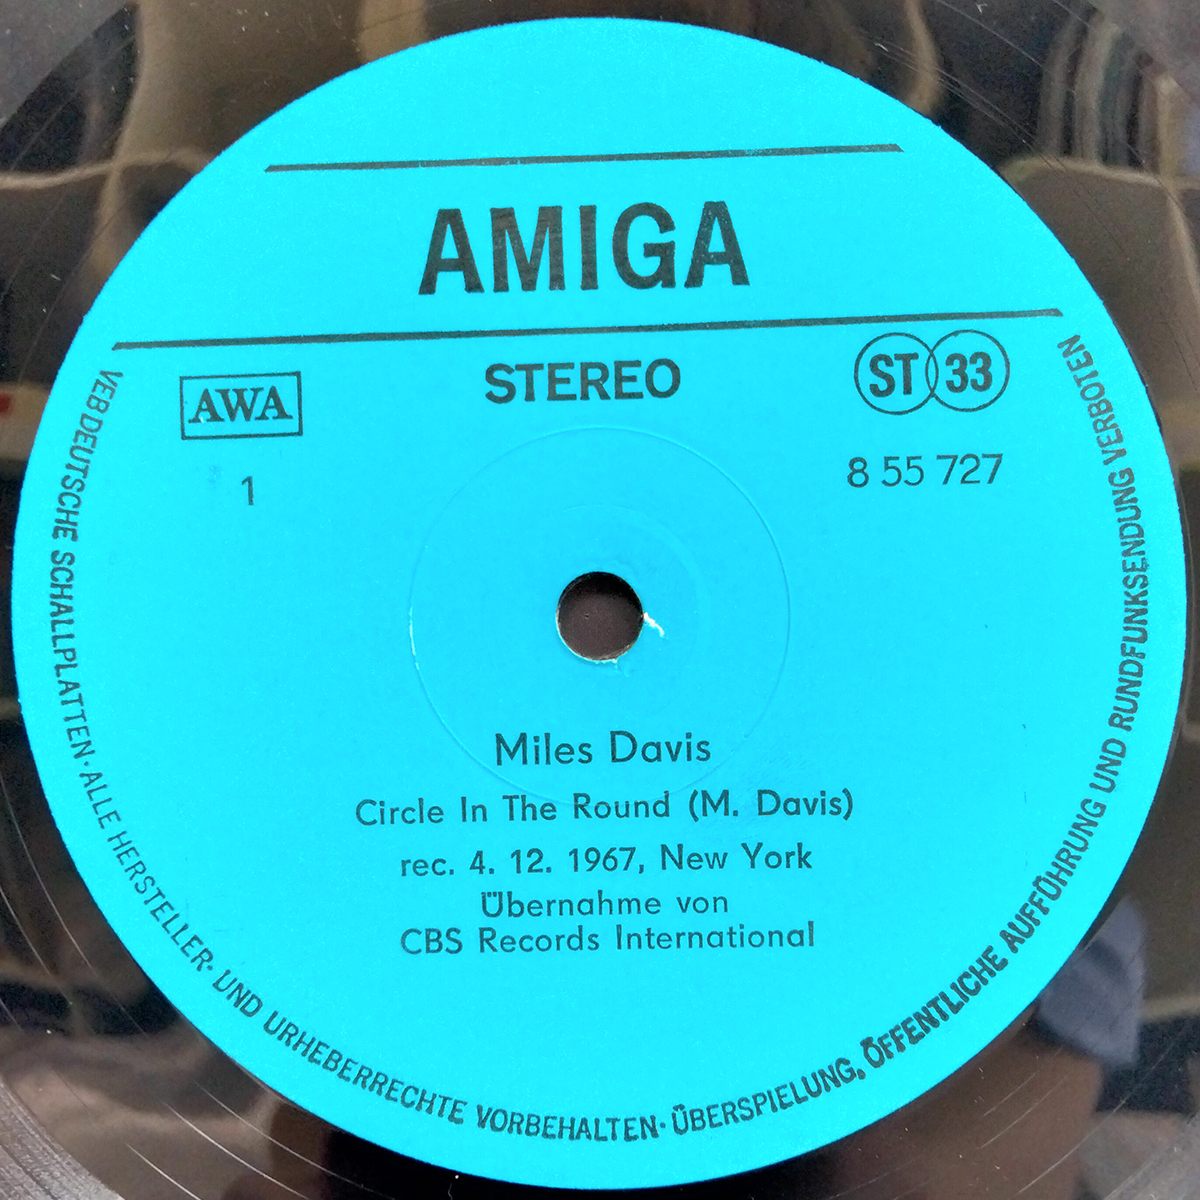 AMIGA
STEREO
AWA
ST 33
1
8 55 727
Miles Davis
Circle In The Round (M. Davis)
rec. 4. 12. 1967, New York
Übernahme von
CBS Records International
VEB DEUTSCHE SCHALLPLATTEN · ALLE HERSTELLER- UND URHEBERRECHTE VORBEHALTEN · ÜBERSPIELUNG, ÖFFENTLICHE AUFFÜHRUNG UND RUNDFUNKSENDUNG VERBOTEN